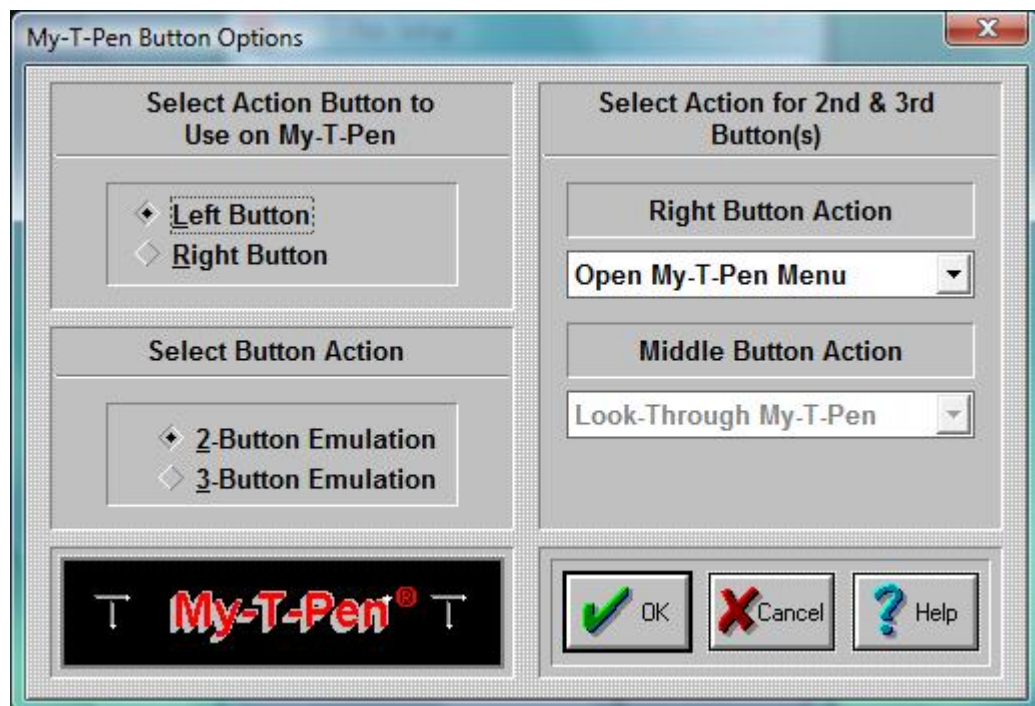 My-T-Pen Button Options
Select Action Button to
Use on My-T-Pen
Left Button
Right Button
Select Button Action
2-Button Emulation
3-Button Emulation
My-T-Pen®
Select Action for 2nd & 3rd
Button(s)
Right Button Action
Open My-T-Pen Menu
Middle Button Action
Look-Through My-T-Pen
OK
Cancel
Help